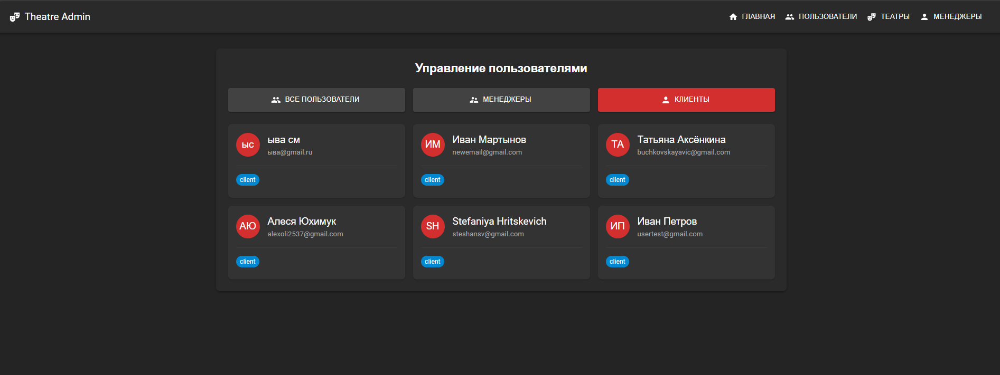 Theatre Admin
ГЛАВНАЯ
ПОЛЬЗОВАТЕЛИ
ТЕАТРЫ
МЕНЕДЖЕРЫ
Управление пользователями
ВСЕ ПОЛЬЗОВАТЕЛИ
МЕНЕДЖЕРЫ
КЛИЕНТЫ
ыс
ыва см
ыва@gmail.ru
client
ИМ
Иван Мартынов
newemail@gmail.com
client
ТА
Татьяна Аксёнкина
buchkovskayavic@gmail.com
client
АЮ
Алеся Юхимук
alexoli2537@gmail.com
client
SH
Stefaniya Hritskevich
steshansv@gmail.com
client
ИП
Иван Петров
usertest@gmail.com
client